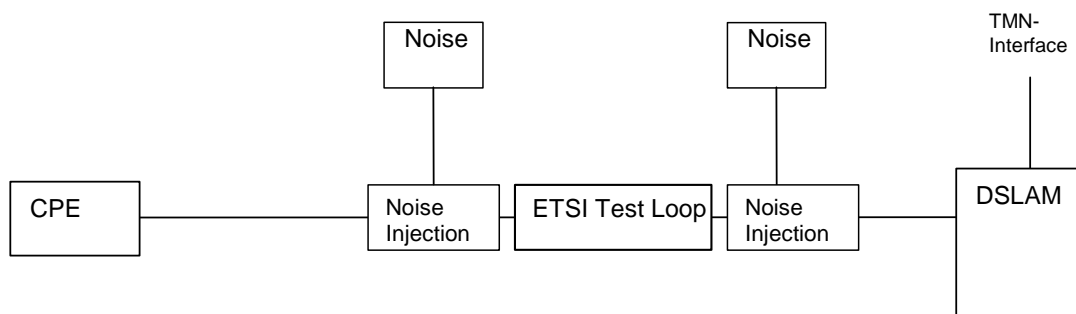 Noise
Noise
TMN-
Interface
CPE
Noise
Injection
ETSI Test Loop
Noise
Injection
DSLAM